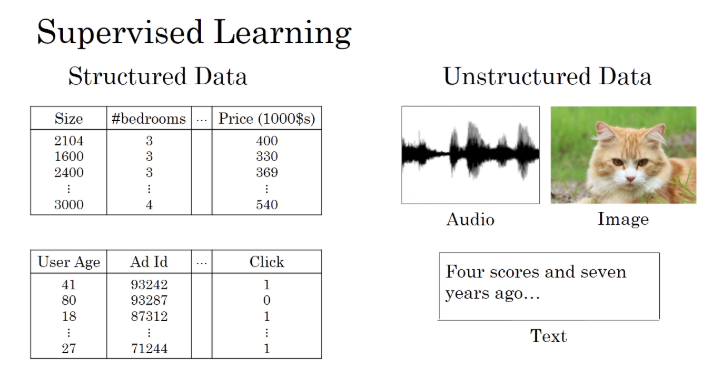 Supervised Learning
Structured Data
Size #bedrooms ... Price (1000$s)
2104 3 400
1600 3 330
2400 3 369
⋮ ⋮ ⋮
3000 4 540
User Age Ad Id ... Click
41 93242 1
80 93287 0
18 87312 1
⋮ ⋮ ⋮
27 71244 1
Unstructured Data
Audio
Image
Four scores and seven
years ago...
Text